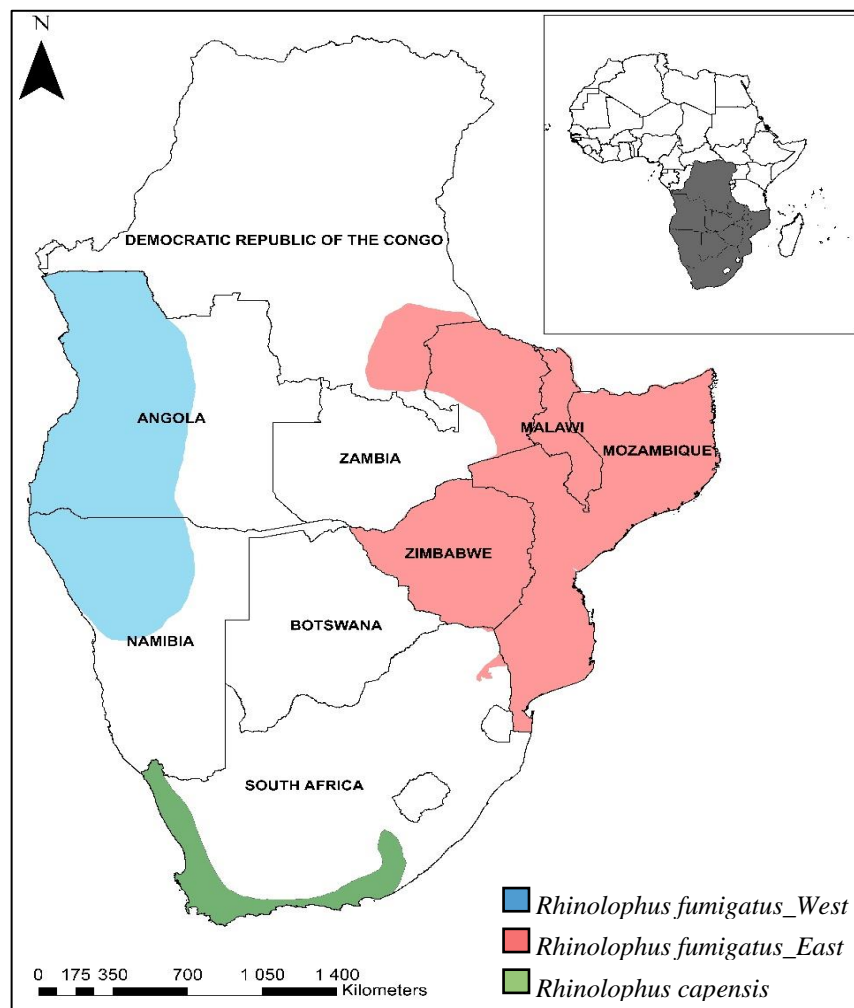 N
DEMOCRATIC REPUBLIC OF THE CONGO
ANGOLA
MALAWI
MOZAMBIQUE
ZAMBIA
ZIMBABWE
BOTSWANA
NAMIBIA
SOUTH AFRICA
Rhinolophus fumigatus_West
Rhinolophus fumigatus_East
Rhinolophus capensis
0 175 350 700 1 050 1 400
Kilometers